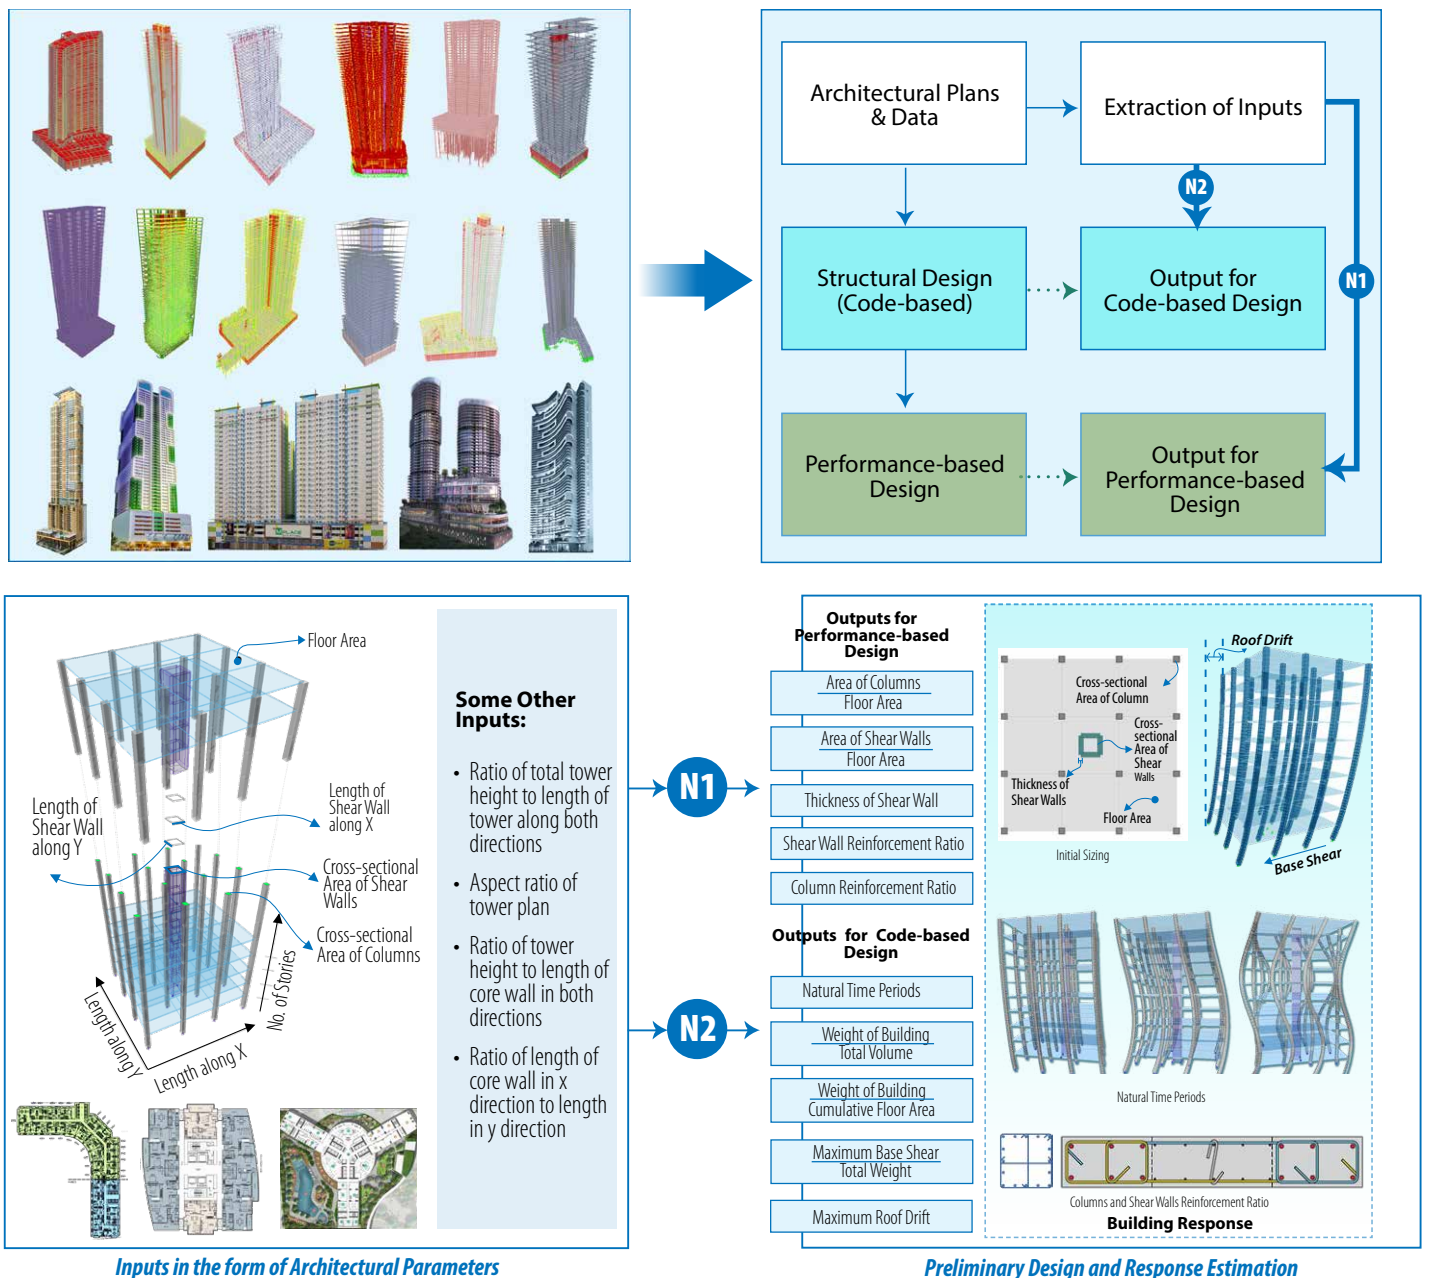 Architectural Plans
& Data
Extraction of Inputs
N2
N1
Structural Design
(Code-based)
Output for
Code-based Design
Performance-based
Design
Output for
Performance-based
Design
Floor Area
Length of
Shear Wall
along Y
Length of
Shear Wall
along X
Cross-sectional
Area of Shear
Walls
Cross-sectional
Area of Columns
No. of Stories
Length along Y
Length along X
Some Other
Inputs:
• Ratio of total tower
height to length of
tower along both
directions
• Aspect ratio of
tower plan
• Ratio of tower
height to length of
core wall in both
directions
• Ratio of length of
core wall in x
direction to length
in y direction
Inputs in the form of Architectural Parameters
N1
N2
Outputs for
Performance-based
Design
Area of Columns
Floor Area
Area of Shear Walls
Floor Area
Thickness of Shear Wall
Shear Wall Reinforcement Ratio
Column Reinforcement Ratio
Outputs for Code-based
Design
Natural Time Periods
Weight of Building
Total Volume
Weight of Building
Cumulative Floor Area
Maximum Base Shear
Total Weight
Maximum Roof Drift
Cross-sectional
Area of Column
Cross-
sectional
Area of
Shear
Walls
Thickness of
Shear Walls
Floor Area
Initial Sizing
Roof Drift
Base Shear
Natural Time Periods
Columns and Shear Walls Reinforcement Ratio
Building Response
Preliminary Design and Response Estimation